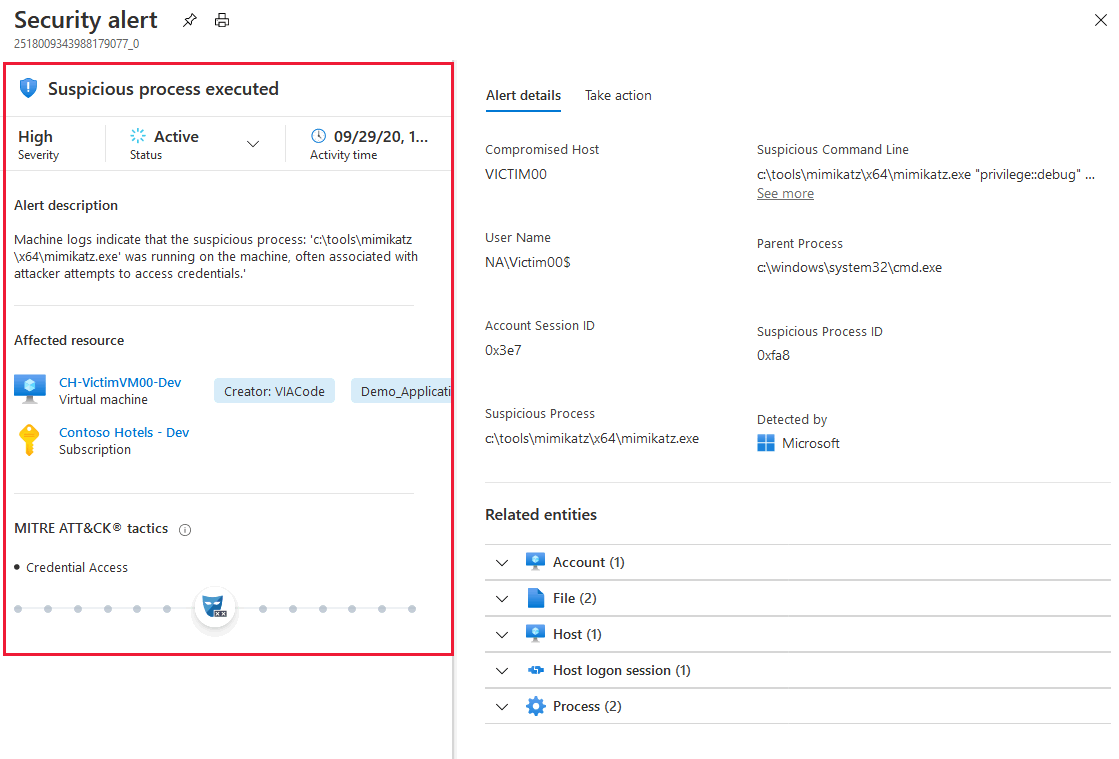 Security alert
2518009343988179077_0
Suspicious process executed
High
Severity
Active
Status
09/29/20, 1...
Activity time
Alert description
Machine logs indicate that the suspicious process: 'c:\tools\mimikatz
\x64\mimikatz.exe' was running on the machine, often associated with
attacker attempts to access credentials.'
Affected resource
CH-VictimVM00-Dev
Virtual machine
Creator: VIACode
Demo_Applicati
Contoso Hotels - Dev
Subscription
MITRE ATT&CK® tactics
Credential Access
Alert details
Take action
Compromised Host
VICTIM00
Suspicious Command Line
c:\tools\mimikatz\x64\mimikatz.exe "privilege::debug" ...
See more
User Name
NA\Victim00$
Parent Process
c:\windows\system32\cmd.exe
Account Session ID
0x3e7
Suspicious Process ID
0xfa8
Suspicious Process
c:\tools\mimikatz\x64\mimikatz.exe
Detected by
Microsoft
Related entities
Account (1)
File (2)
Host (1)
Host logon session (1)
Process (2)